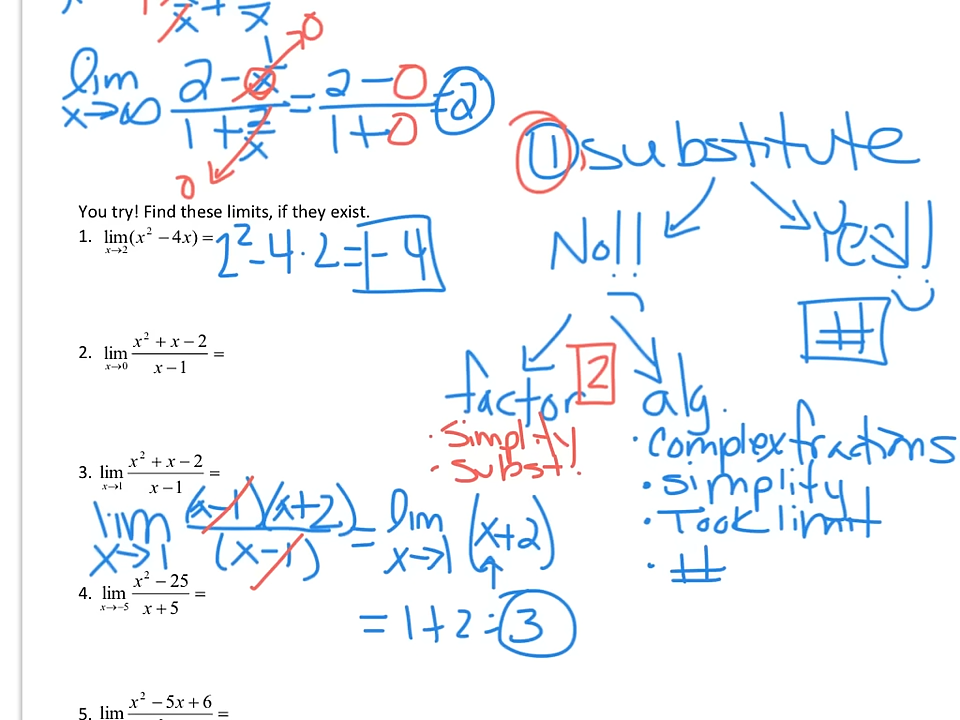 x + x
lim x→∞ 2 - 1/x / 1 + 2/x = 2 - 0 / 1 + 0 = 2
0
0
① substitute
No!! Yes!!
#
You try! Find these limits, if they exist.
1. lim x→2 (x² − 4x) = 2² - 4 · 2 = -4
2. lim x→0 x² + x − 2 / x − 1 =
factor 2 alg.
· Simplify
· Subst.
· complex fractions
· simplify
· Took limit
· #
3. lim x→1 x² + x − 2 / x − 1 =
lim x→1 (x-1)(x+2) / (x-1) = lim x→1 (x+2)
= 1+2 = 3
4. lim x→−5 x² − 25 / x + 5 =
5. lim x² − 5x + 6 =